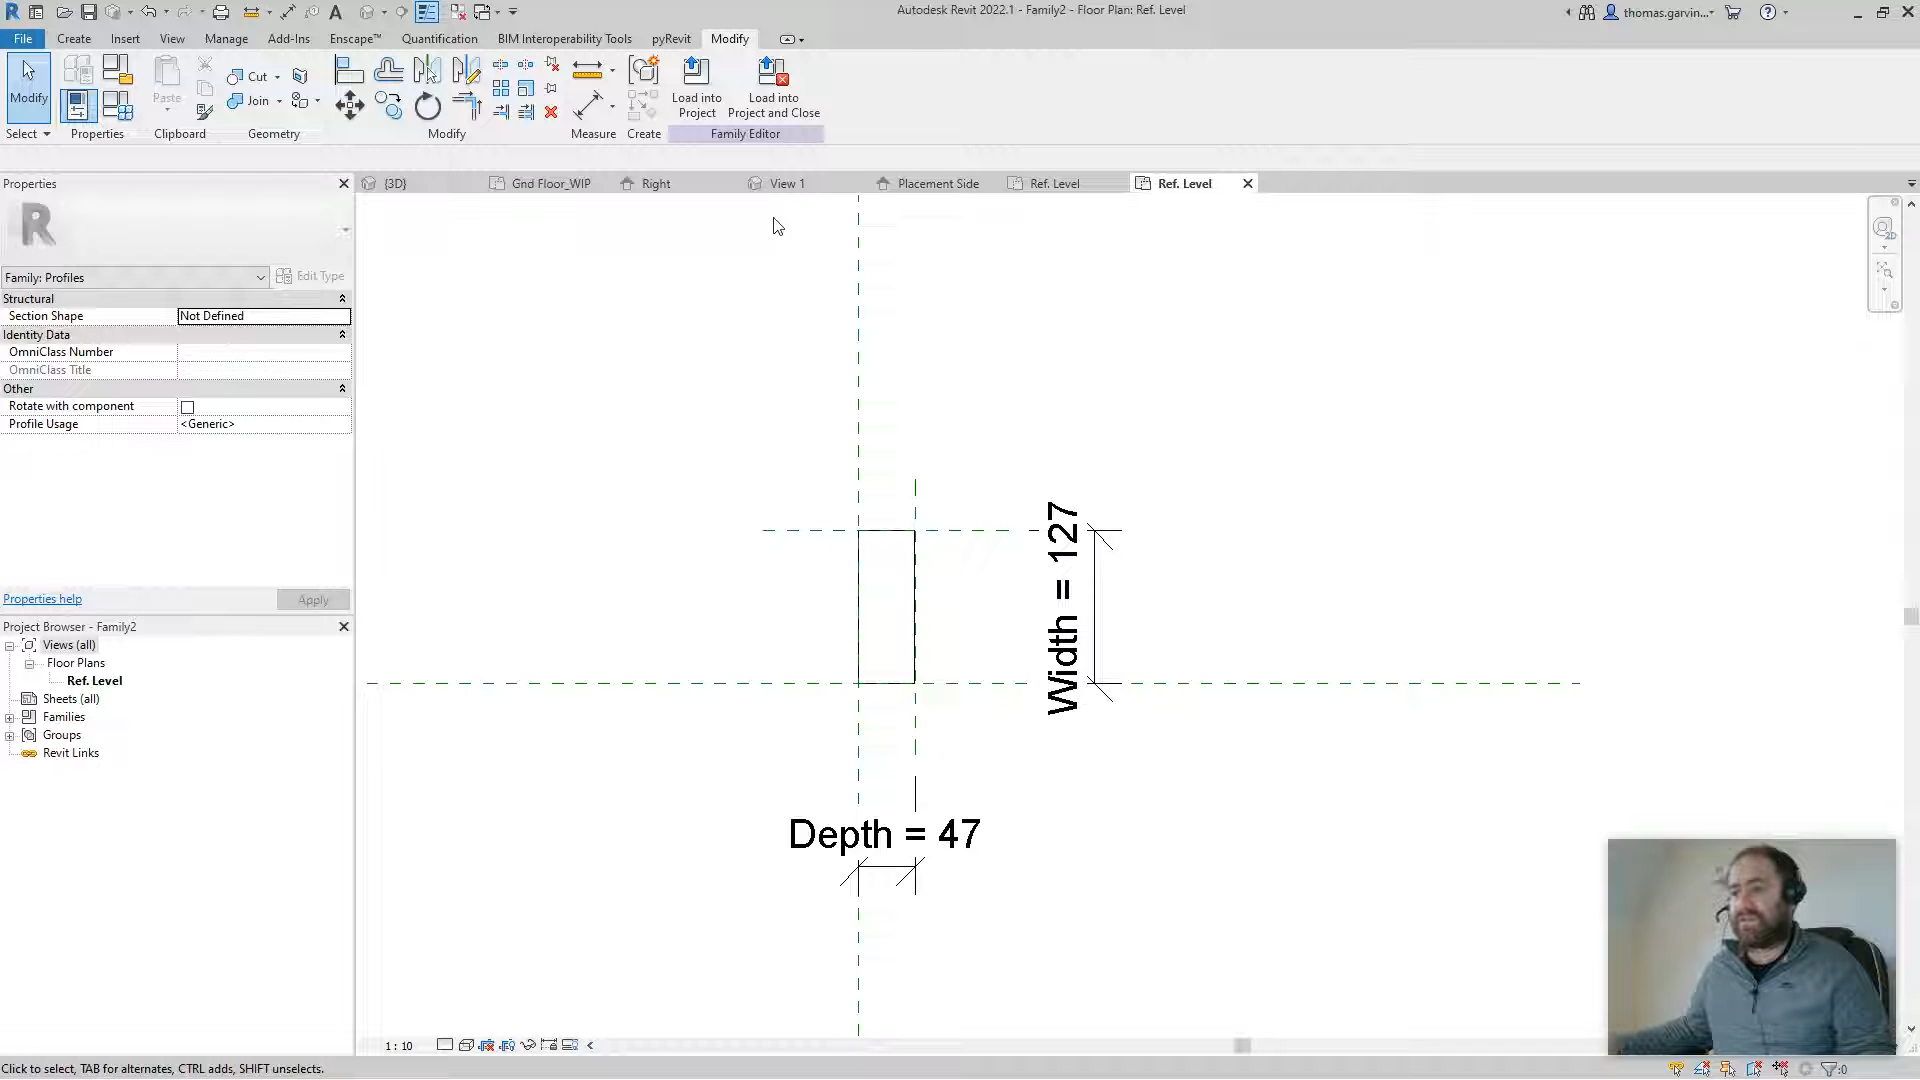 Autodesk Revit 2022.1 - Family2 - Floor Plan: Ref. Level
thomas.garvin...
File Create Insert View Manage Add-Ins Enscape™ Quantification BIM Interoperability Tools pyRevit Modify
Modify
Paste
Cut
Join
Load into
Project
Load into
Project and Close
Select Properties Clipboard Geometry Modify Measure Create Family Editor
Properties
{3D} Gnd Floor_WIP Right View 1 Placement Side Ref. Level Ref. Level
Family: Profiles
Edit Type
Structural
Section Shape Not Defined
Identity Data
OmniClass Number
OmniClass Title
Other
Rotate with component
Profile Usage <Generic>
Properties help
Apply
Project Browser - Family2
Views (all)
Floor Plans
Ref. Level
Sheets (all)
Families
Groups
Revit Links
Width = 127
Depth = 47
1 : 10
Click to select, TAB for alternates, CTRL adds, SHIFT unselects.
:0